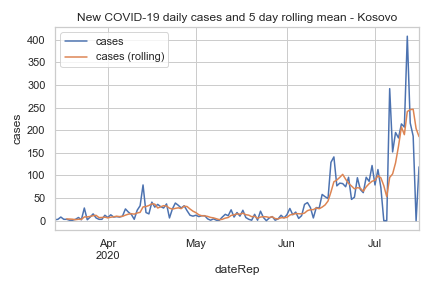 New COVID-19 daily cases and 5 day rolling mean - Kosovo
cases
cases (rolling)
400
350
300
250
200
150
100
50
0
cases
Apr
2020
May
Jun
Jul
dateRep